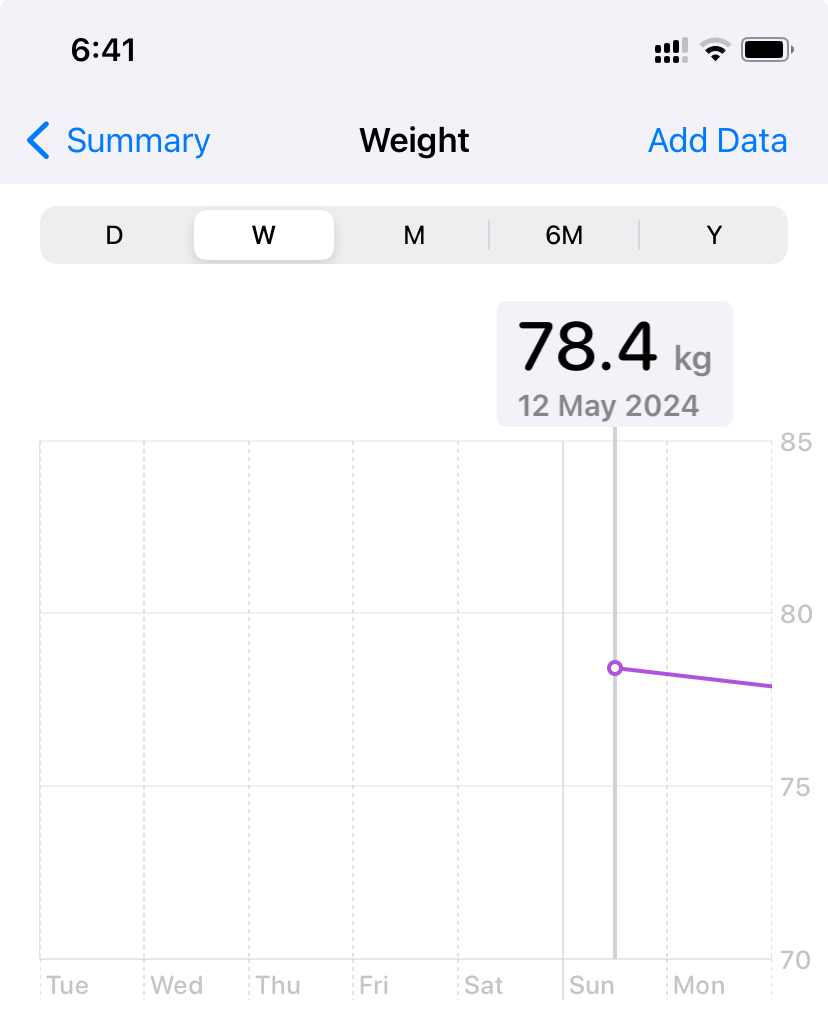 6:41
Summary Weight Add Data
D W M 6M Y
78.4 kg
12 May 2024
85
80
75
70
Tue Wed Thu Fri Sat Sun Mon